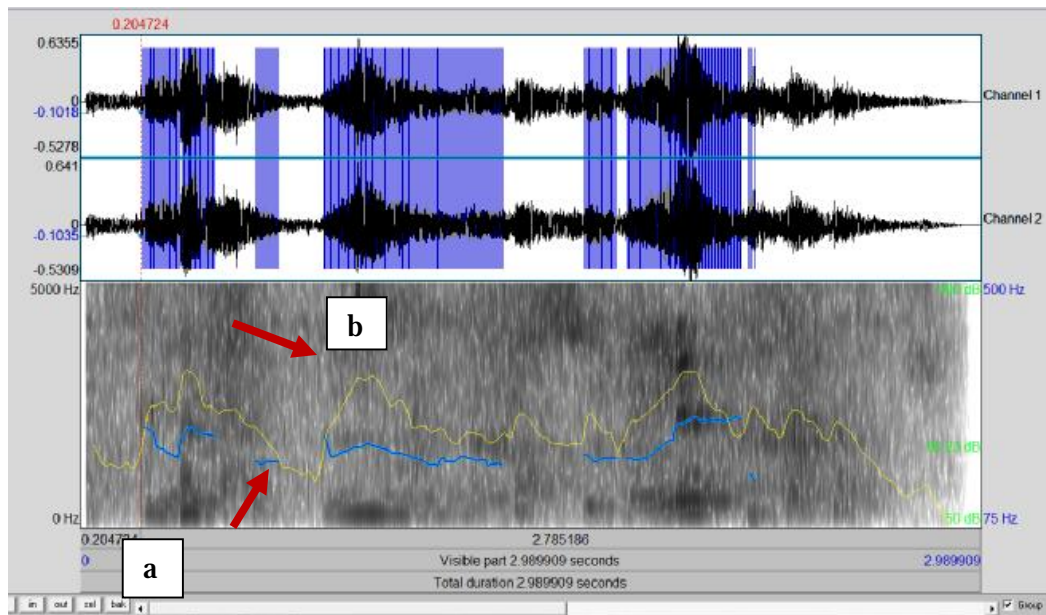 0.204724
0.6355
0
-0.1018
-0.5278
Channel 1
0.641
0
-0.1035
-0.5309
Channel 2
5000 Hz
500 Hz
b
0 Hz
50 dB
75 Hz
0.204724
2.785186
0
Visible part 2.989909 seconds
2.989909
Total duration 2.989909 seconds
a
in
out
sel
bak
Group